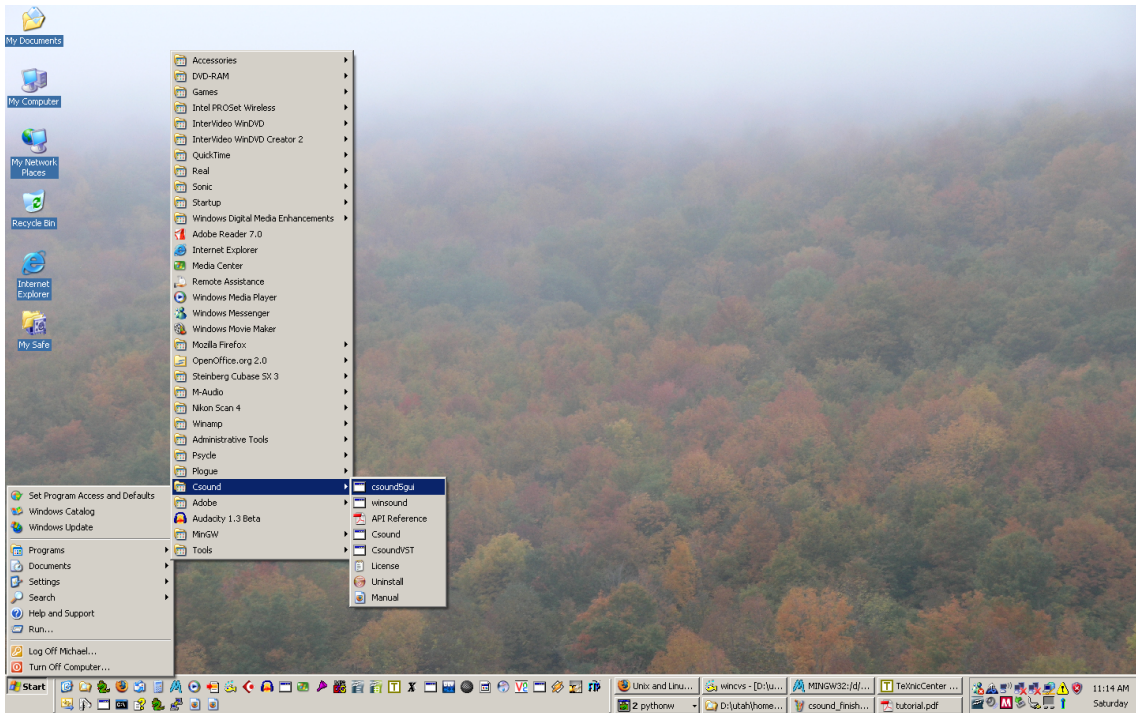 My Documents
My Computer
My Network
Places
Recycle Bin
Internet
Explorer
My Safe
Accessories
DVD-RAM
Games
Intel PROSet Wireless
InterVideo WinDVD
InterVideo WinDVD Creator 2
QuickTime
Real
Sonic
Startup
Windows Digital Media Enhancements
Adobe Reader 7.0
Internet Explorer
Media Center
Remote Assistance
Windows Media Player
Windows Messenger
Windows Movie Maker
Mozilla Firefox
OpenOffice.org 2.0
Steinberg Cubase SX 3
M-Audio
Nikon Scan 4
Winamp
Administrative Tools
Psycle
Plogue
Csound
Adobe
Audacity 1.3 Beta
MinGW
Tools
csound5gui
winsound
API Reference
Csound
CsoundVST
License
Uninstall
Manual
Set Program Access and Defaults
Windows Catalog
Windows Update
Programs
Documents
Settings
Search
Help and Support
Run...
Log Off Michael...
Turn Off Computer...
Start
Unix and Linu...
wincvs - [D:\u...
MINGW32:/d/...
TeXnicCenter ...
11:14 AM
2 pythonw
D:\utah\home...
csound_finish...
tutorial.pdf
Saturday